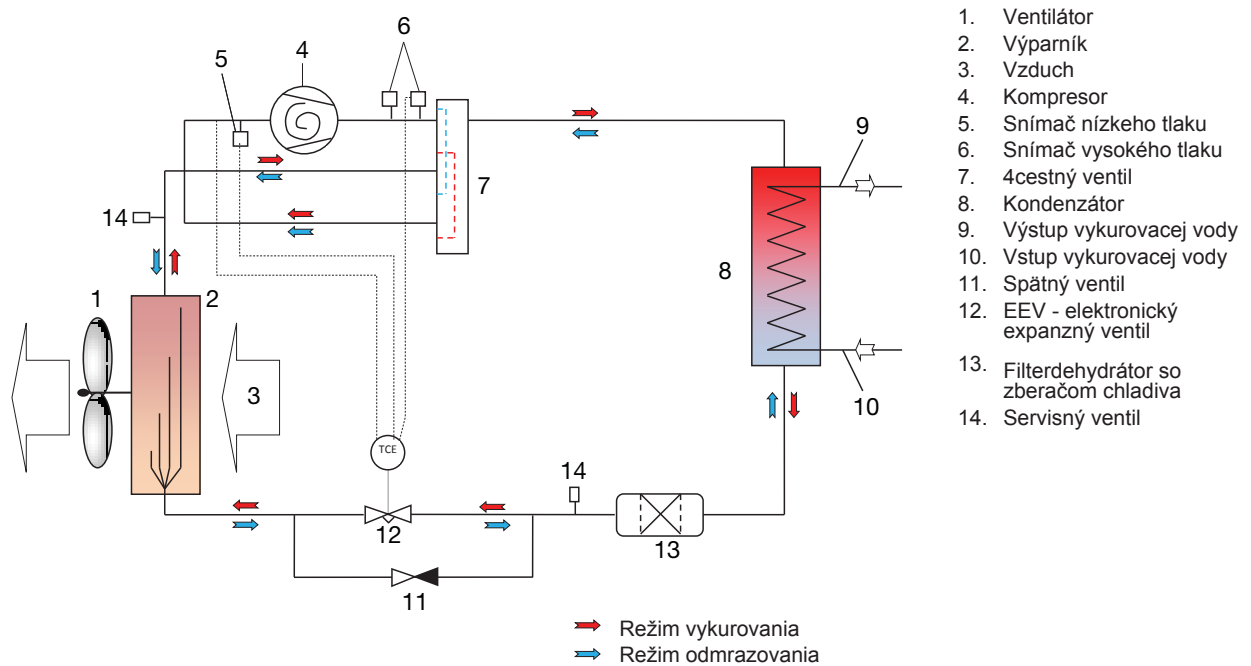 4
6
5
7
14
1
2
3
8
9
10
TCE
12
14
13
11
Režim vykurovania
Režim odmrazovania
1. Ventilátor
2. Výparník
3. Vzduch
4. Kompresor
5. Snímač nízkeho tlaku
6. Snímač vysokého tlaku
7. 4cestný ventil
8. Kondenzátor
9. Výstup vykurovacej vody
10. Vstup vykurovacej vody
11. Spätný ventil
12. EEV - elektronický
expanzný ventil
13. Filterdehydrátor so
zberačom chladiva
14. Servisný ventil